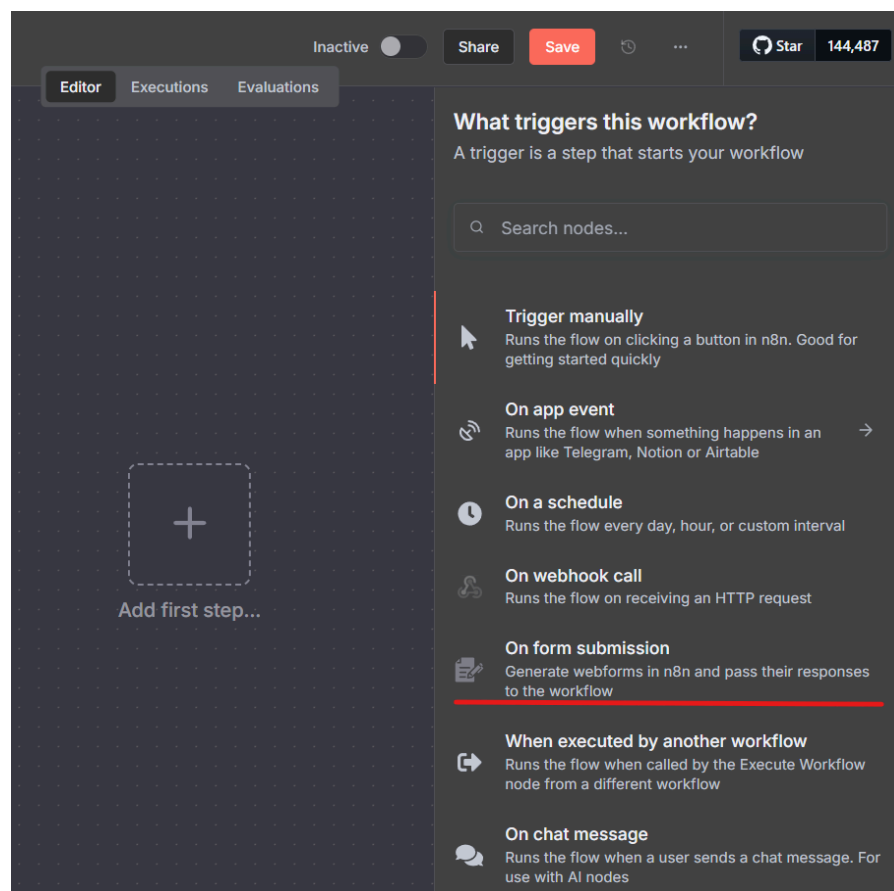 Inactive
Share
Save
...
Star
144,487
Editor
Executions
Evaluations
What triggers this workflow?
A trigger is a step that starts your workflow
Search nodes...
Trigger manually
Runs the flow on clicking a button in n8n. Good for
getting started quickly
On app event
Runs the flow when something happens in an
app like Telegram, Notion or Airtable
On a schedule
Runs the flow every day, hour, or custom interval
On webhook call
Runs the flow on receiving an HTTP request
On form submission
Generate webforms in n8n and pass their responses
to the workflow
When executed by another workflow
Runs the flow when called by the Execute Workflow
node from a different workflow
On chat message
Runs the flow when a user sends a chat message. For
use with AI nodes
Add first step...